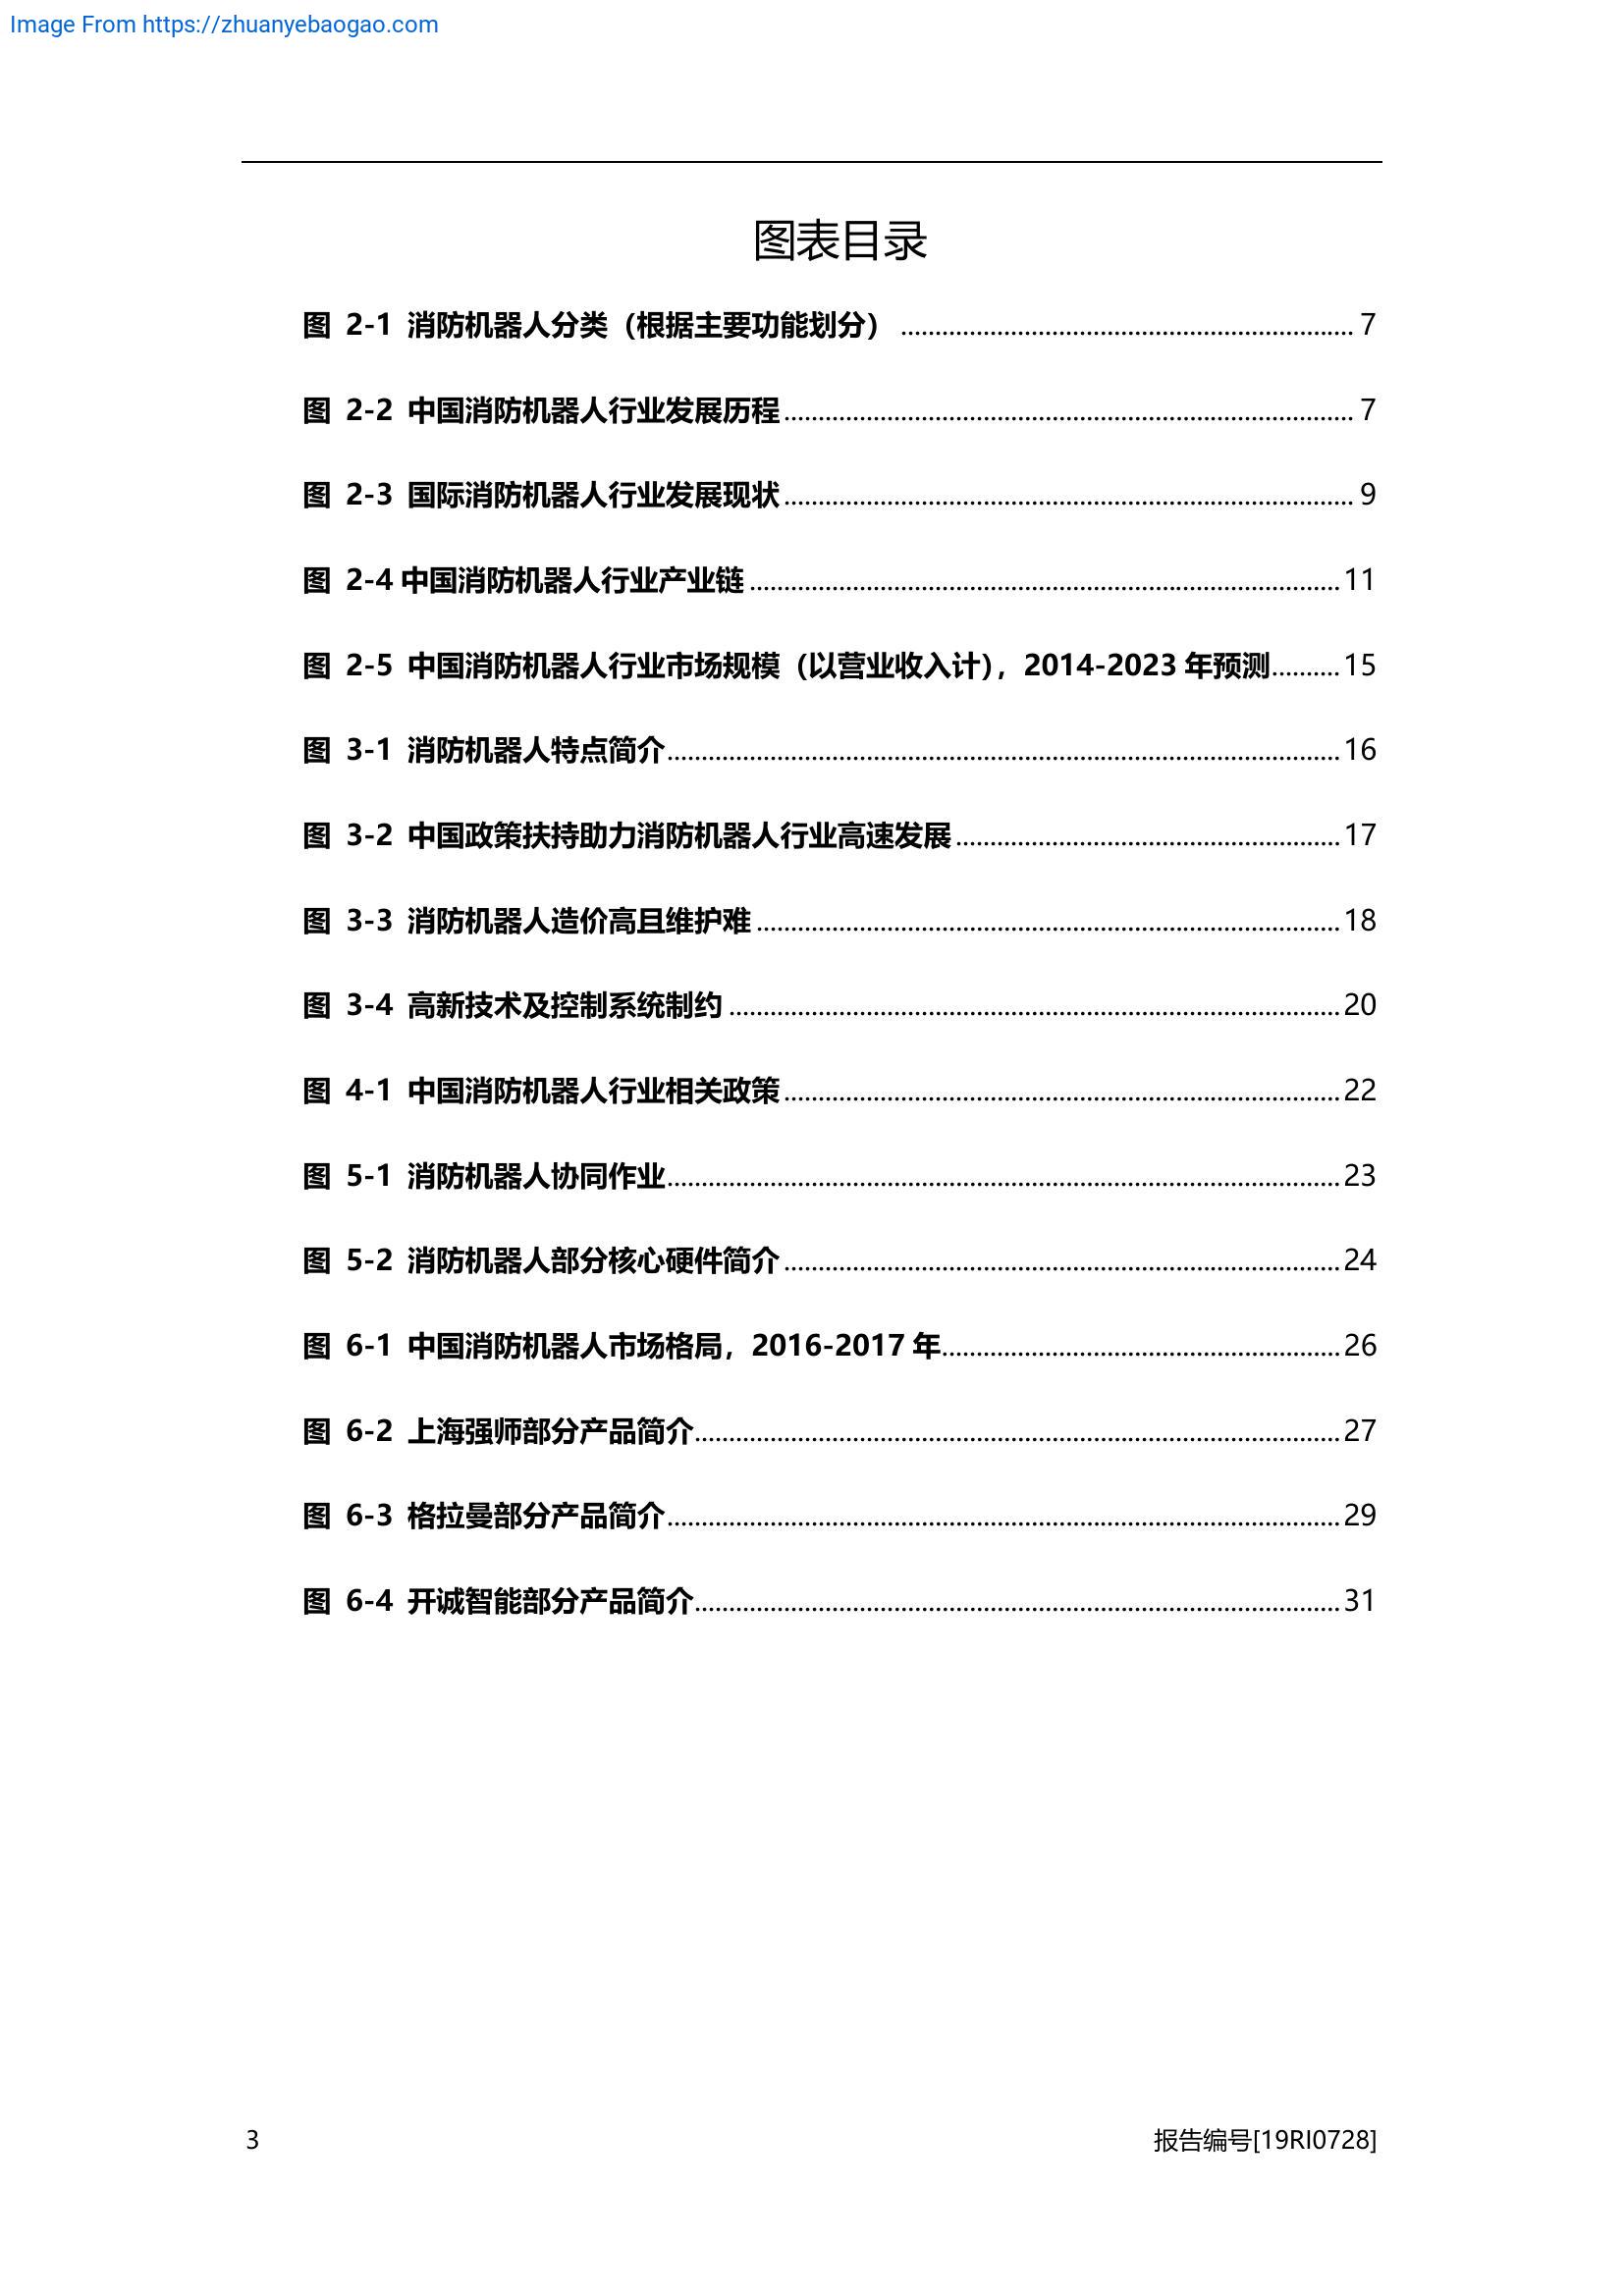 Image From https://zhuanyebaogao.com
图表目录
图 2-1 消防机器人分类（根据主要功能划分） ........ 7
图 2-2 中国消防机器人行业发展历程 ........ 7
图 2-3 国际消防机器人行业发展现状 ........ 9
图 2-4 中国消防机器人行业产业链 ........ 11
图 2-5 中国消防机器人行业市场规模（以营业收入计），2014-2023 年预测 ........ 15
图 3-1 消防机器人特点简介 ........ 16
图 3-2 中国政策扶持助力消防机器人行业高速发展 ........ 17
图 3-3 消防机器人造价高且维护难 ........ 18
图 3-4 高新技术及控制系统制约 ........ 20
图 4-1 中国消防机器人行业相关政策 ........ 22
图 5-1 消防机器人协同作业 ........ 23
图 5-2 消防机器人部分核心硬件简介 ........ 24
图 6-1 中国消防机器人市场格局，2016-2017 年 ........ 26
图 6-2 上海强师部分产品简介 ........ 27
图 6-3 格拉曼部分产品简介 ........ 29
图 6-4 开诚智能部分产品简介 ........ 31
3 报告编号[19RI0728]